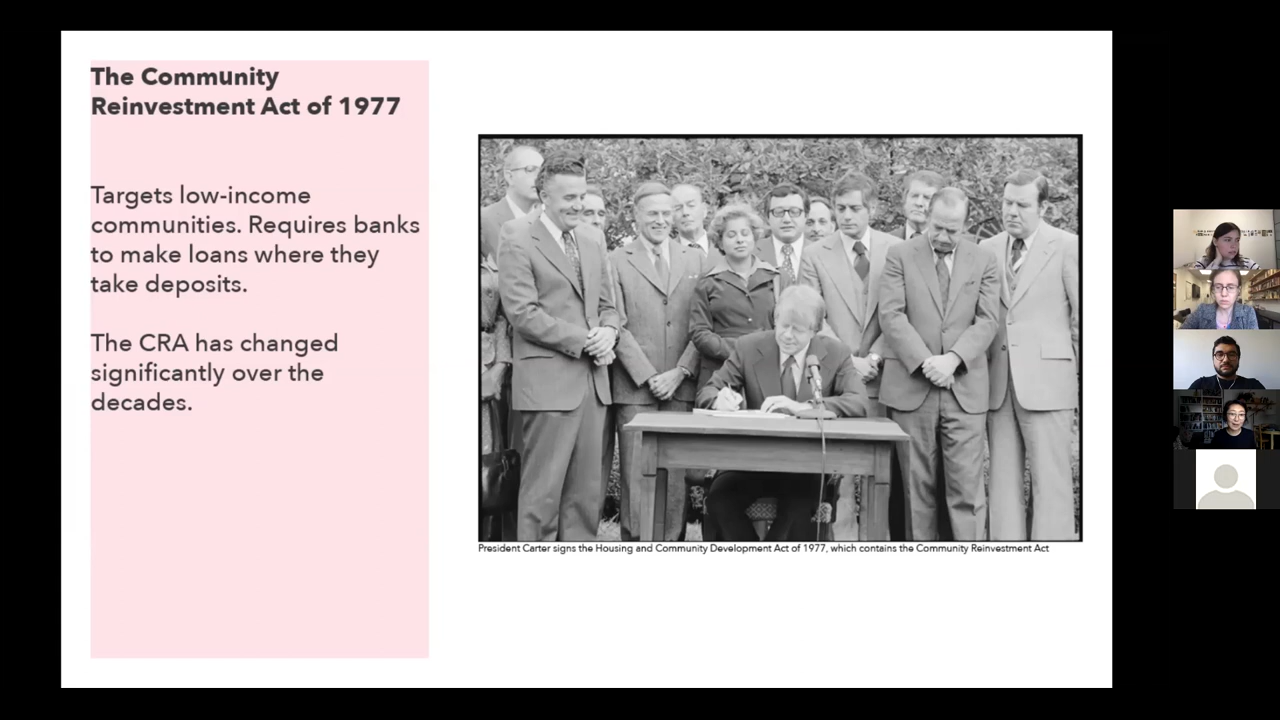 The Community
Reinvestment Act of 1977
Targets low-income
communities. Requires banks
to make loans where they
take deposits.
The CRA has changed
significantly over the
decades.
President Carter signs the Housing and Community Development Act of 1977, which contains the Community Reinvestment Act